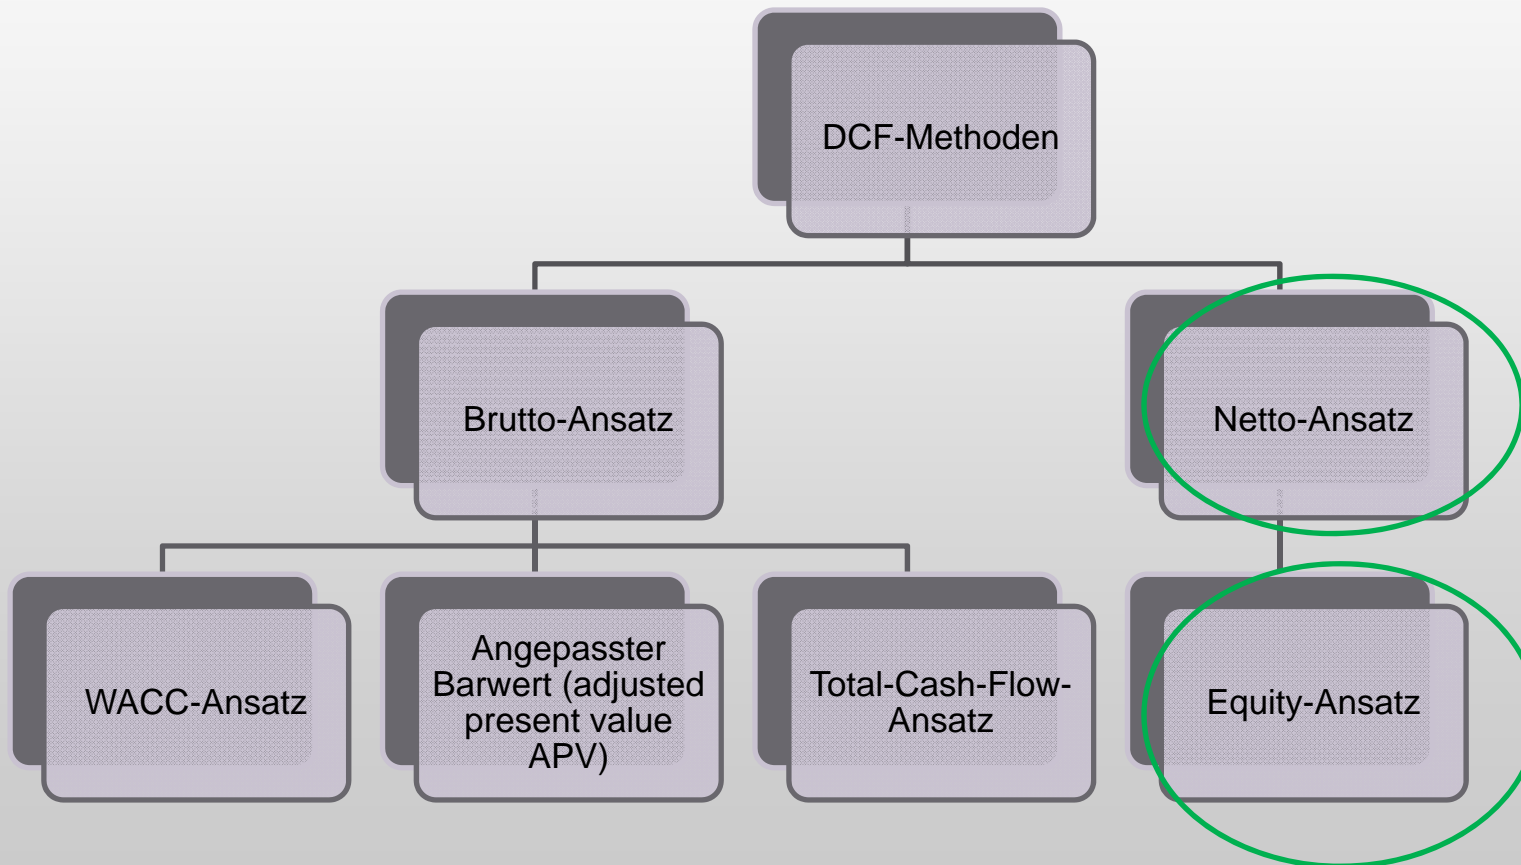 DCF-Methoden
Brutto-Ansatz
Netto-Ansatz
WACC-Ansatz
Angepasster
Barwert (adjusted
present value
APV)
Total-Cash-Flow-
Ansatz
Equity-Ansatz